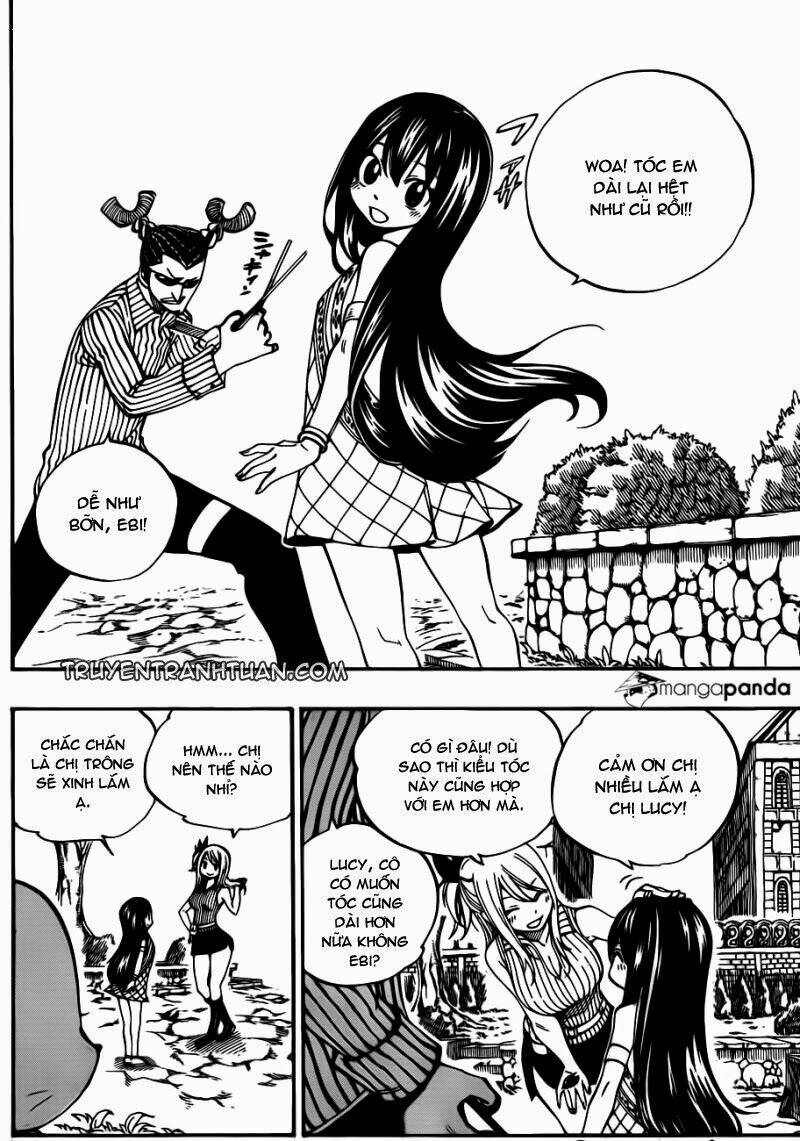 WOA! TÓC EM
DÀI LẠI HỆT
NHƯ CŨ RỒI!!
DỄ NHƯ
BỠN, EBI!
TRUYENTRANHTUAN.COM
mangapanda
CẢM ƠN CHỊ
NHIỀU LẮM Ạ
CHỊ LUCY!
CÓ GÌ ĐÂU! DÙ
SAO THÌ KIỂU TÓC
NÀY CŨNG HỢP
VỚI EM HƠN MÀ.
LUCY, CÔ
CÓ MUỐN
TÓC CŨNG
DÀI HƠN
NỮA KHÔNG
EBI?
HMM... CHỊ
NÊN THẾ NÀO
NHỈ?
CHẮC CHẮN
LÀ CHỊ TRÔNG
SẼ XINH LẮM
Ạ.